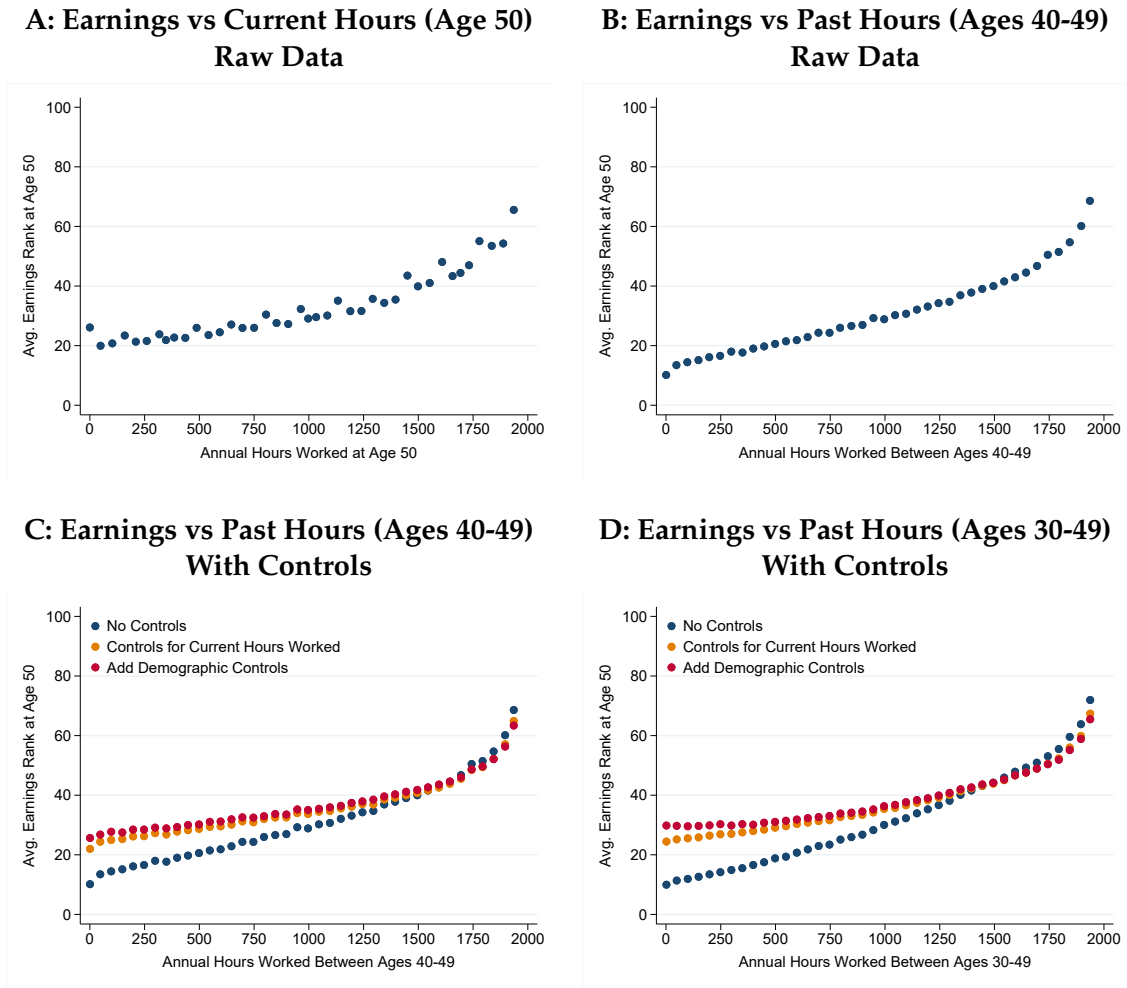 A: Earnings vs Current Hours (Age 50)
Raw Data
100
80
60
40
20
0
Avg. Earnings Rank at Age 50
0 250 500 750 1000 1250 1500 1750 2000
Annual Hours Worked at Age 50
B: Earnings vs Past Hours (Ages 40-49)
Raw Data
100
80
60
40
20
0
Avg. Earnings Rank at Age 50
0 250 500 750 1000 1250 1500 1750 2000
Annual Hours Worked Between Ages 40-49
C: Earnings vs Past Hours (Ages 40-49)
With Controls
100
80
60
40
20
0
Avg. Earnings Rank at Age 50
No Controls
Controls for Current Hours Worked
Add Demographic Controls
0 250 500 750 1000 1250 1500 1750 2000
Annual Hours Worked Between Ages 40-49
D: Earnings vs Past Hours (Ages 30-49)
With Controls
100
80
60
40
20
0
Avg. Earnings Rank at Age 50
No Controls
Controls for Current Hours Worked
Add Demographic Controls
0 250 500 750 1000 1250 1500 1750 2000
Annual Hours Worked Between Ages 30-49